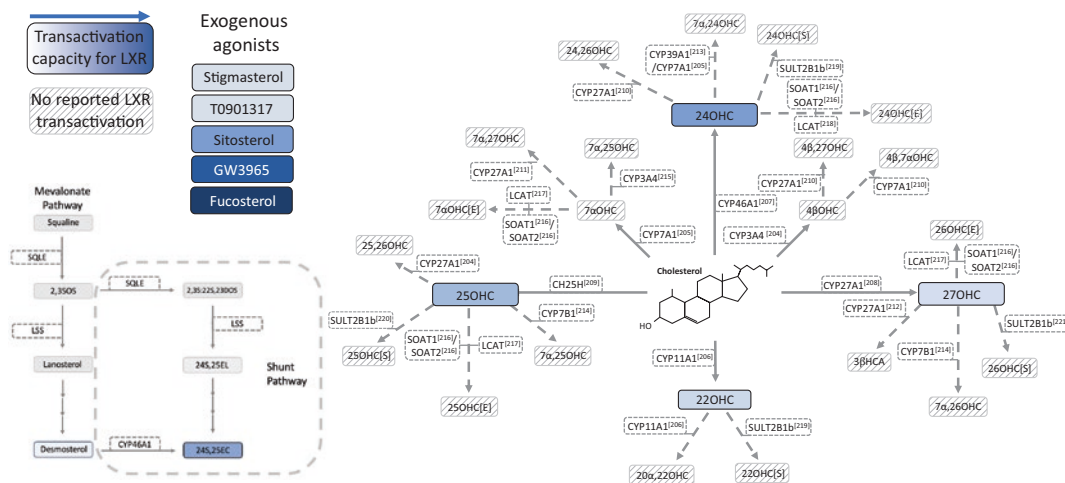 Transactivation
capacity for LXR
No reported LXR
transactivation
Exogenous
agonists
Stigmasterol
T0901317
Sitosterol
GW3965
Fucosterol
Mevalonate
Pathway
Squaline
SQLE
2,3SOS
SQLE
2,3S:22S,23DOS
LSS
LSS
Lanosterol
24S,25EL
Shunt
Pathway
Desmosterol
CYP46A1
24S,25EC
7α,24OHC
24,26OHC
CYP39A1[213]
/CYP7A1[205]
24OHC[S]
SULT2B1b[219]
CYP27A1[210]
SOAT1[216]/
SOAT2[216]
24OHC
24OHC[E]
LCAT[218]
7α,27OHC
7α,25OHC
4β,27OHC
4β,7αOHC
CYP27A1[211]
CYP3A4[215]
CYP27A1[210]
CYP7A1[210]
LCAT[217]
7αOHC[E]
7αOHC
CYP46A1[207]
4βOHC
SOAT1[216]/
SOAT2[216]
CYP7A1[205]
CYP3A4[204]
25,26OHC
CYP27A1[204]
26OHC[E]
LCAT[217]
SOAT1[216]/
SOAT2[216]
Cholesterol
HO
25OHC
CH25H[209]
CYP27A1[208]
27OHC
CYP27A1[212]
SULT2B1b[220]
CYP7B1[214]
SULT2B1b[221
SOAT1[216]/
SOAT2[216]
LCAT[217]
25OHC[S]
7α,25OHC
CYP11A1[206]
CYP7B1[214]
3βHCA
26OHC[S]
25OHC[E]
22OHC
7α,26OHC
CYP11A1[206]
SULT2B1b[219]
20α,22OHC
22OHC[S]